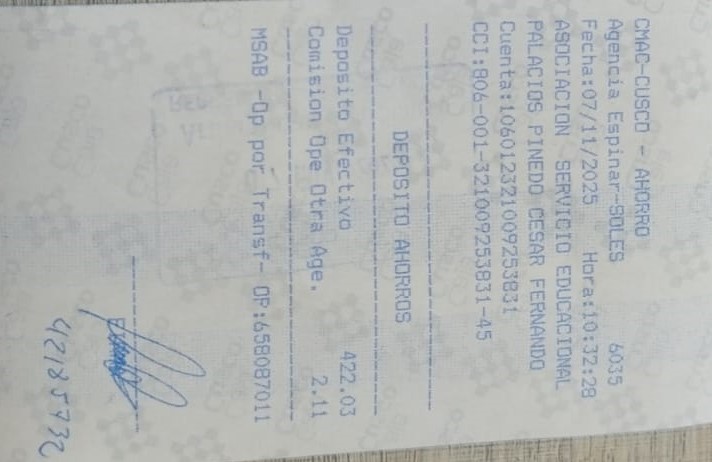 CMAC-CUSCO - AHORRO
Agencia Espinar-SOLES 6035
Fecha:07/11/2025 Hora:10:32:28
ASOCIACION SERVICIO EDUCACIONAL
PALACIOS PINEDO CESAR FERNANDO
Cuenta:106012321009253831
CCI:806-001-321009253831-45
DEPOSITO AHORROS
Deposito Efectivo 422.03
Comision Ope Otra Age. 2.11
MSAB -Op por Transf- OP:658087011
42185732